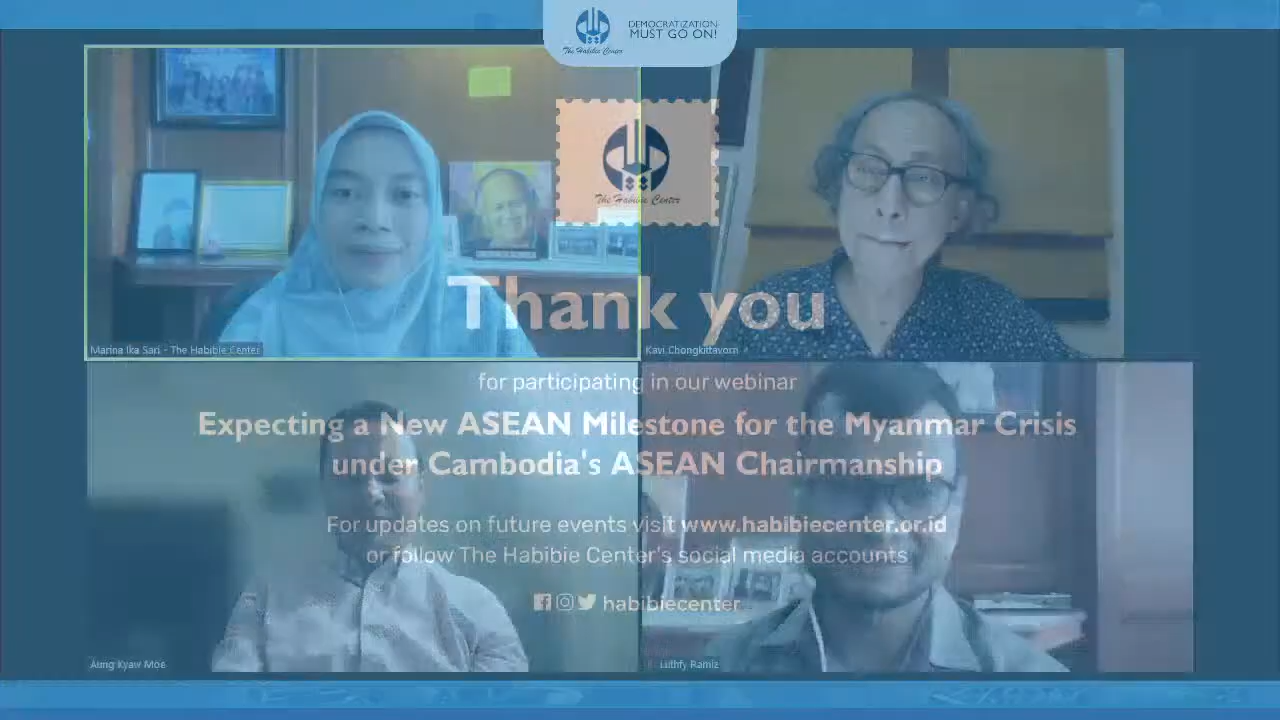 The Habibie Center
DEMOCRATIZATION
MUST GO ON!
The Habibie Center
Thank you
Marina Ika Sari - The Habibie Center
Kavi Chongkittavorn
for participating in our webinar
Expecting a New ASEAN Milestone for the Myanmar Crisis
under Cambodia's ASEAN Chairmanship
For updates on future events visit www.habibiecenter.or.id
or follow The Habibie Center's social media accounts
habibiecenter
Aung Kyaw Moe
Luthfy Ramiz